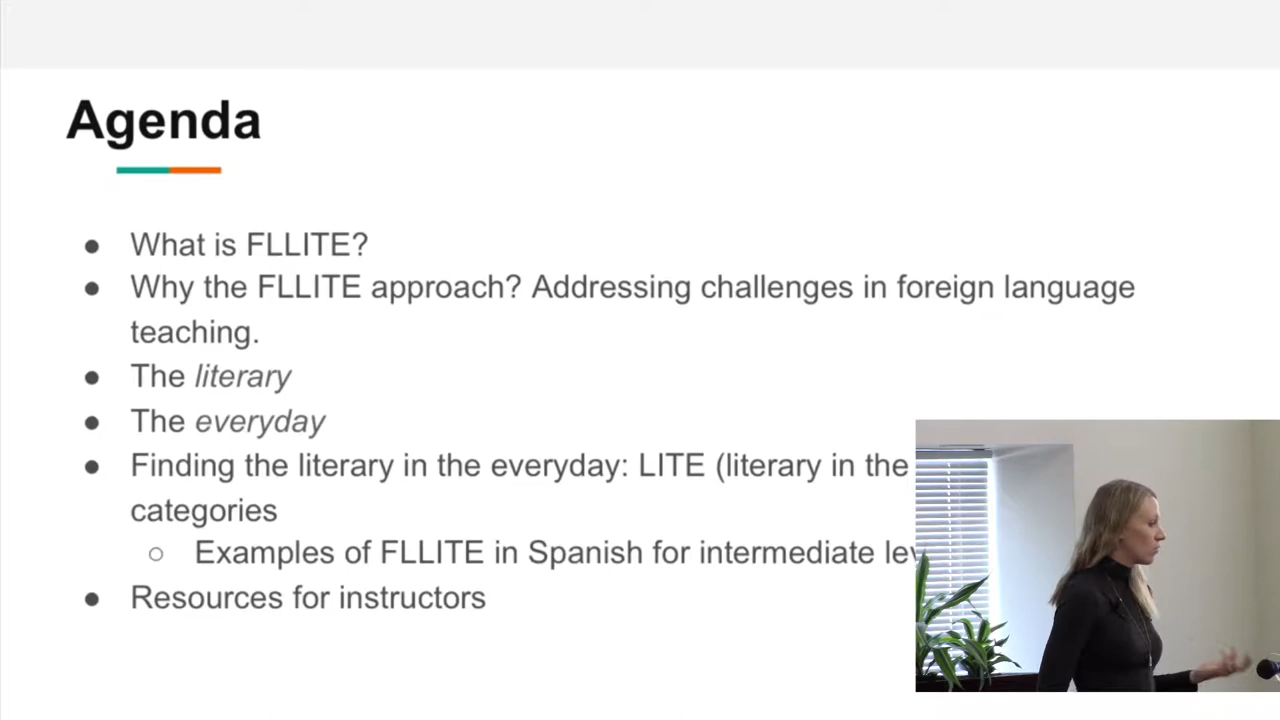 Agenda
What is FLLITE?
Why the FLLITE approach? Addressing challenges in foreign language
teaching.
The literary
The everyday
Finding the literary in the everyday: LITE (literary in the
categories
Examples of FLLITE in Spanish for intermediate
Resources for instructors